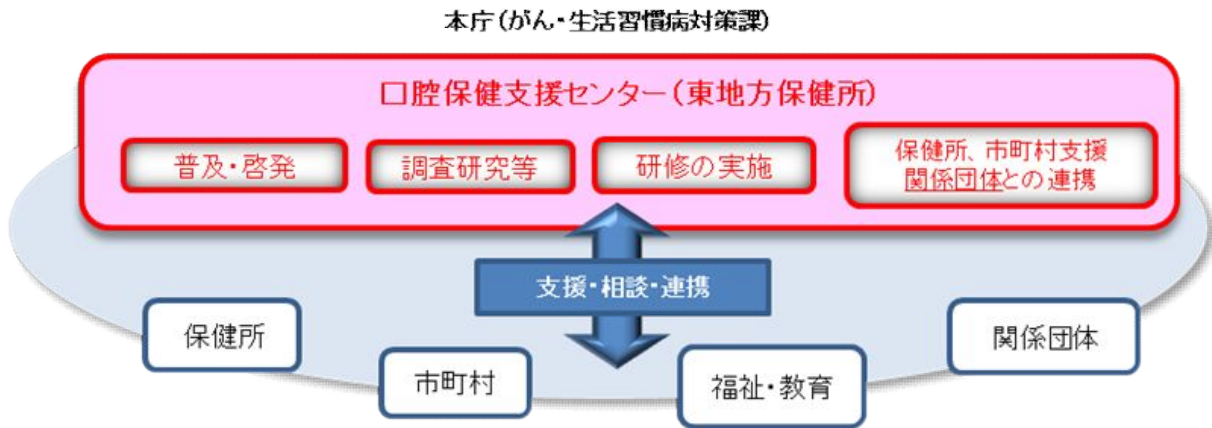 本庁(がん・生活習慣病対策課)
口腔保健支援センター(東地方保健所)
普及・啓発
調査研究等
研修の実施
保健所、市町村支援
関係団体との連携
支援・相談・連携
保健所
市町村
福祉・教育
関係団体